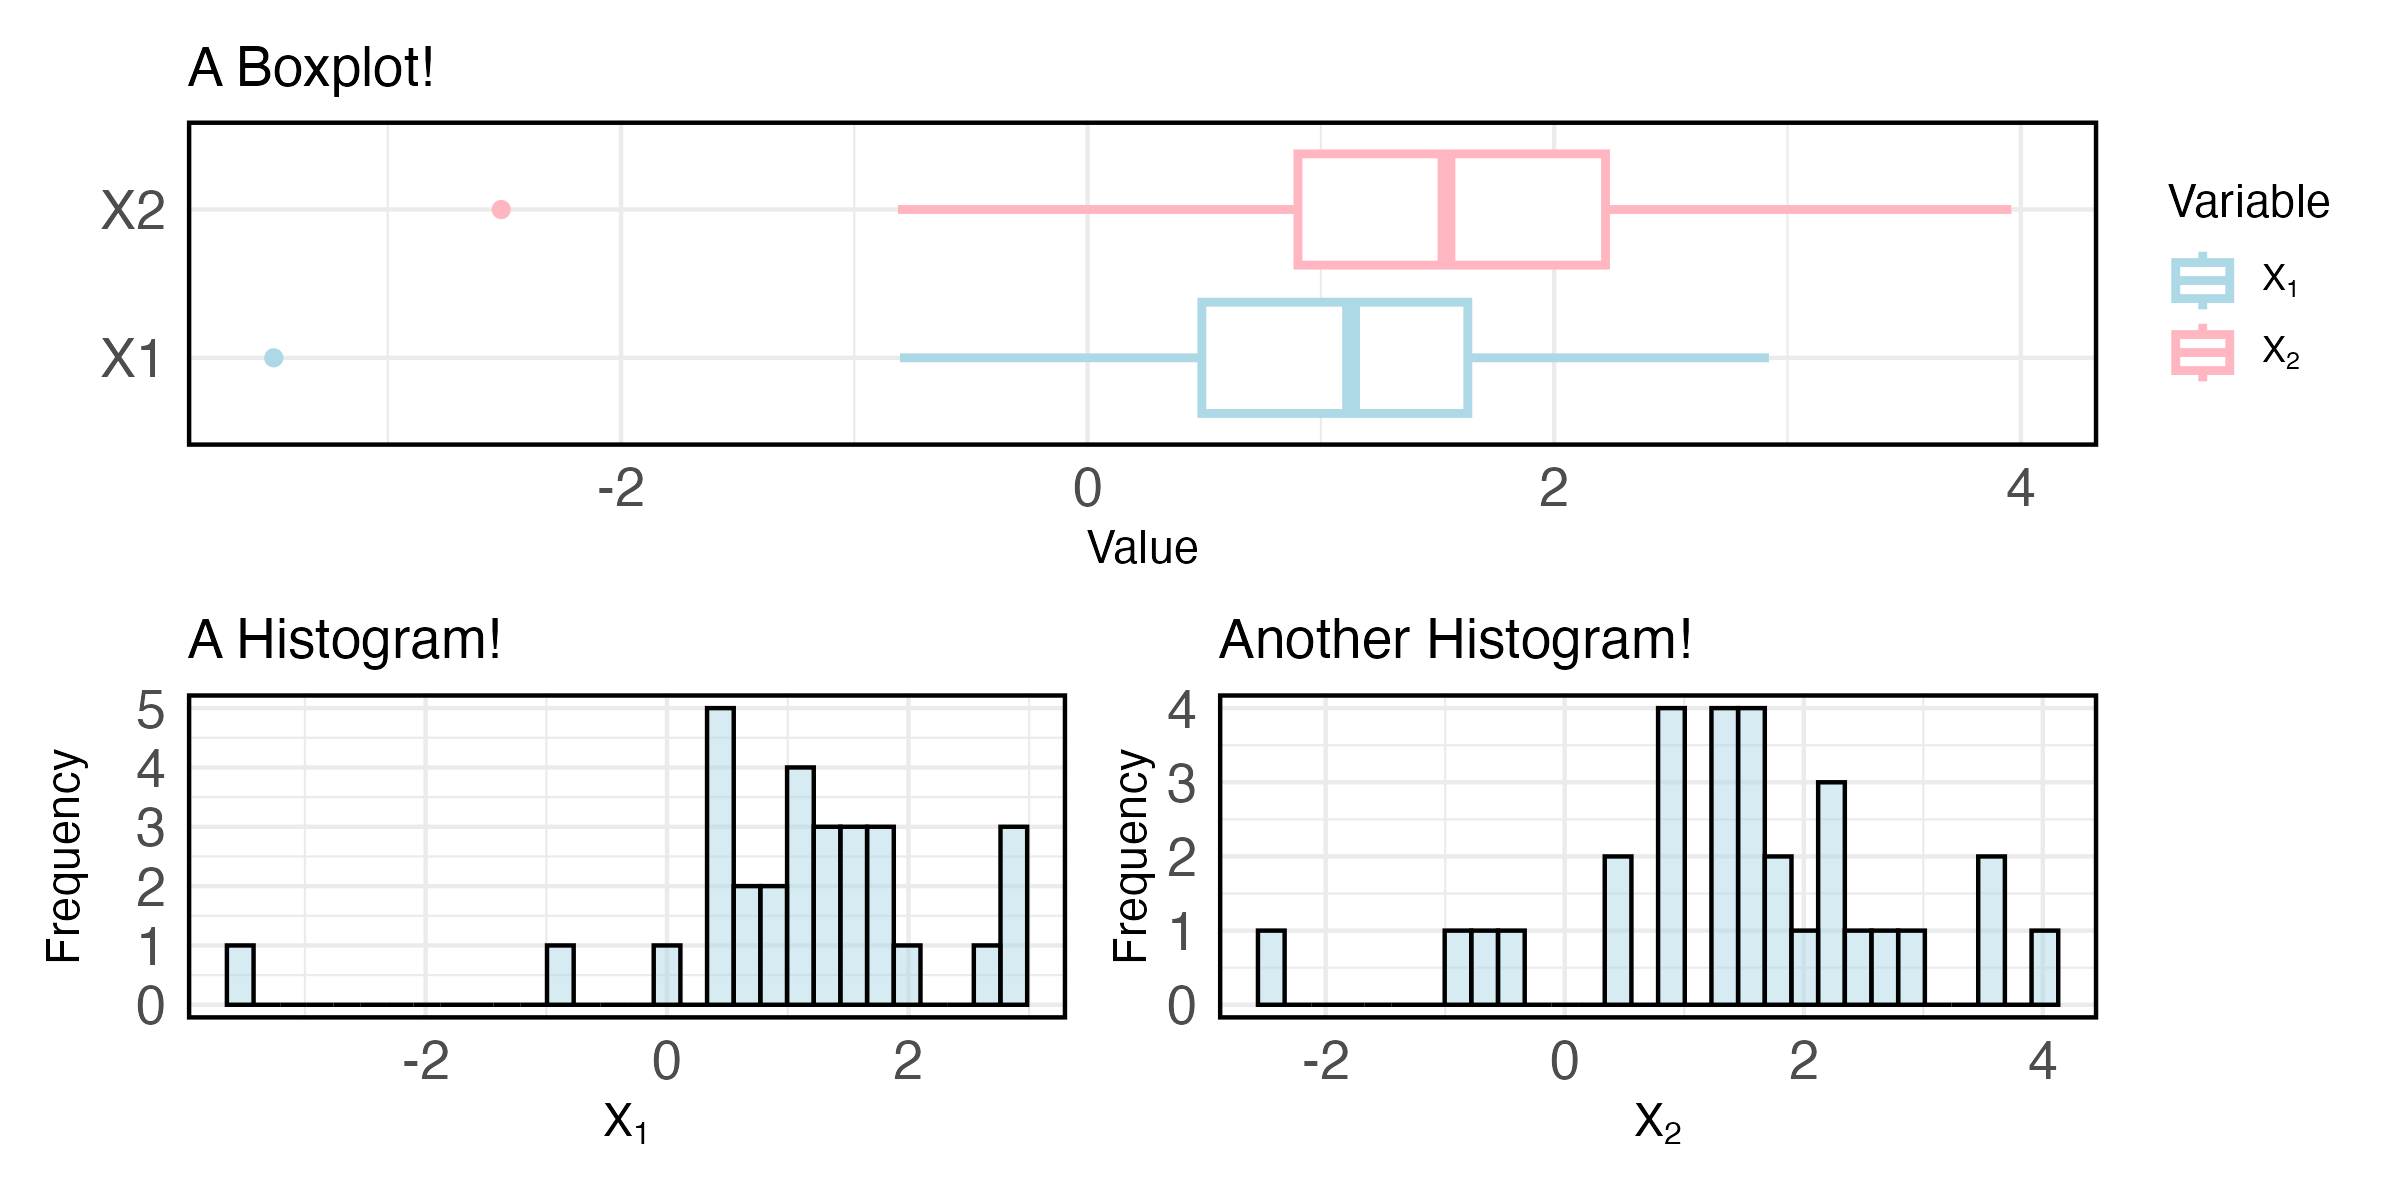 A Boxplot!
X2
X1
-2 0 2 4
Value
Variable
X₁
X₂
A Histogram!
Frequency
5
4
3
2
1
0
-2 0 2
X₁
Another Histogram!
Frequency
4
3
2
1
0
-2 0 2 4
X₂